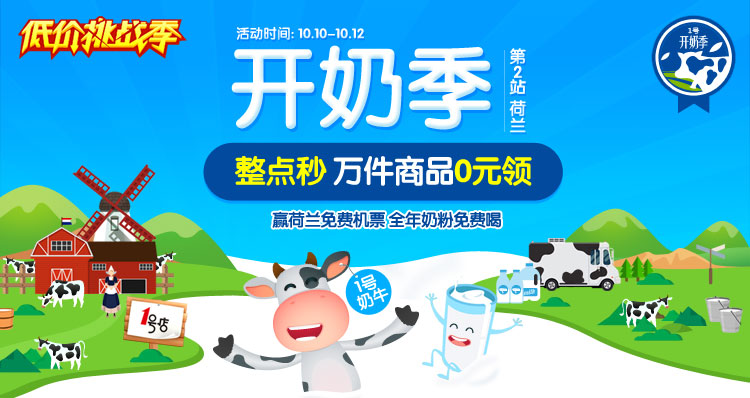 低价挑战季
活动时间: 10.10-10.12
开奶季
第2站 荷兰
1号
开奶季
整点秒 万件商品0元领
赢荷兰免费机票 全年奶粉免费喝
1号
奶牛
1号店